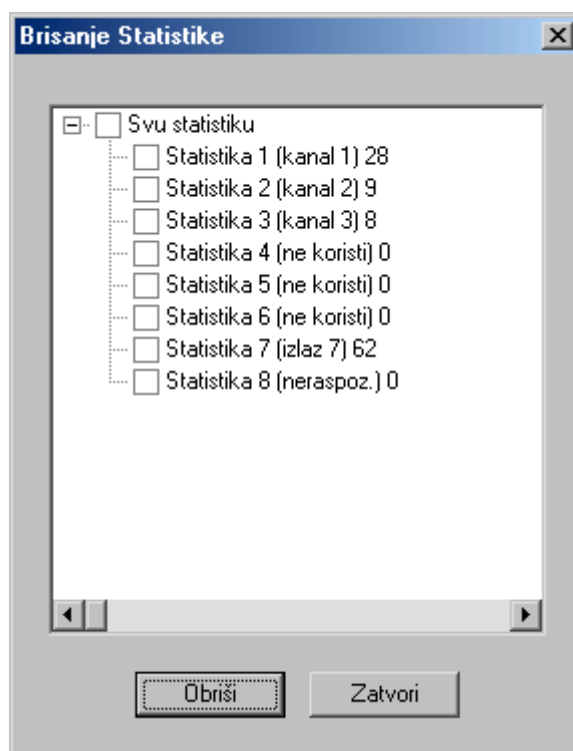 Brisanje Statistike
Svu statistiku
Statistika 1 (kanal 1) 28
Statistika 2 (kanal 2) 9
Statistika 3 (kanal 3) 8
Statistika 4 (ne koristi) 0
Statistika 5 (ne koristi) 0
Statistika 6 (ne koristi) 0
Statistika 7 (izlaz 7) 62
Statistika 8 (neraspoz.) 0
Obriši Zatvori